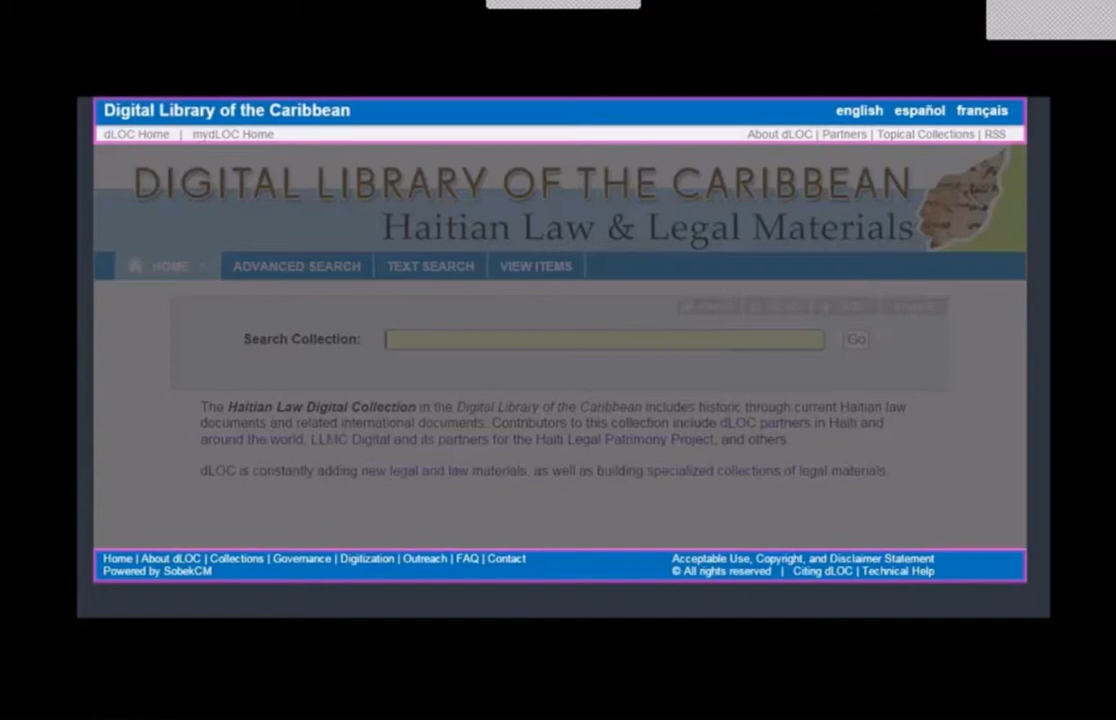 Digital Library of the Caribbean
english español français
dLOC Home | mydLOC Home
About dLOC | Partners | Topical Collections | RSS
DIGITAL LIBRARY OF THE CARIBBEAN
Haitian Law & Legal Materials
HOME ADVANCED SEARCH TEXT SEARCH VIEW ITEMS
Search Collection: Go
The Haitian Law Digital Collection in the Digital Library of the Caribbean includes historic through current Haitian law
documents and related international documents. Contributors to this collection include dLOC partners in Haiti and
around the world, LLMC Digital and its partners for the Haiti Legal Patrimony Project, and others.
dLOC is constantly adding new legal and law materials, as well as building specialized collections of legal materials.
Home | About dLOC | Collections | Governance | Digitization | Outreach | FAQ | Contact
Powered by SobekCM
Acceptable Use, Copyright, and Disclaimer Statement
© All rights reserved | Citing dLOC | Technical Help